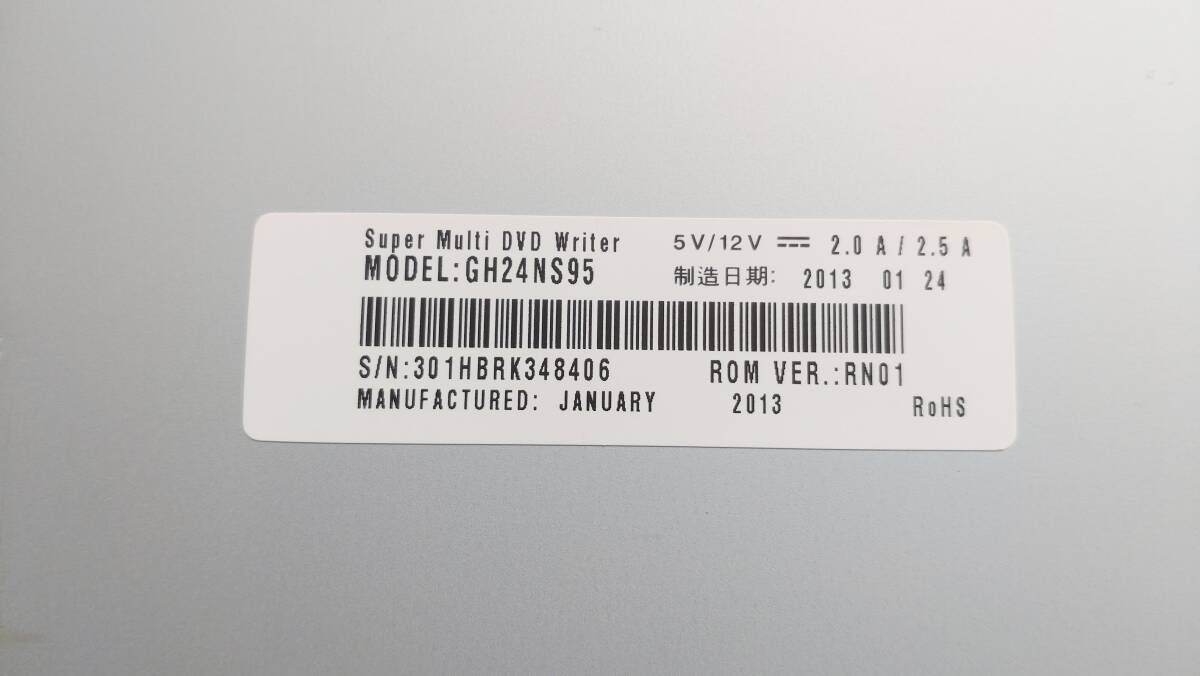 Super Multi DVD Writer 5V/12V ⎓ 2.0 A / 2.5 A
MODEL:GH24NS95 制造日期: 2013 01 24
S/N:301HBRK348406 ROM VER.:RN01
MANUFACTURED: JANUARY 2013 RoHS